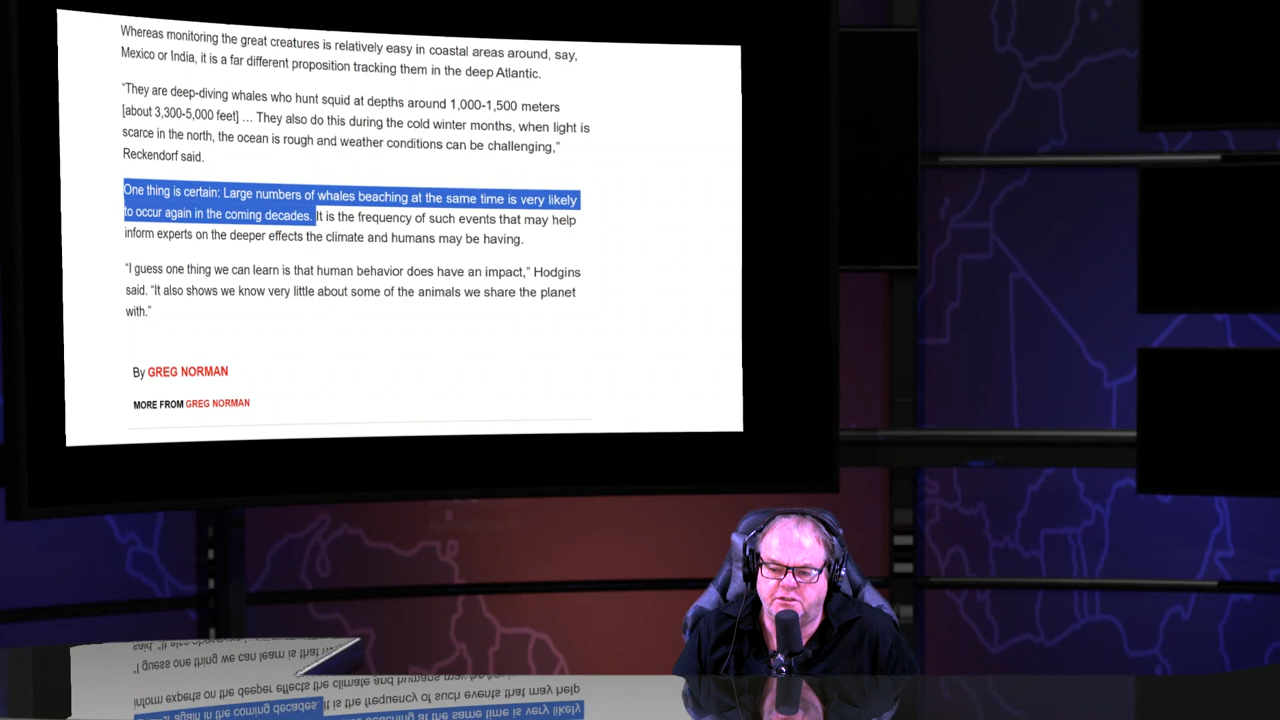 Whereas monitoring the great creatures is relatively easy in coastal areas around, say,
Mexico or India, it is a far different proposition tracking them in the deep Atlantic.
“They are deep-diving whales who hunt squid at depths around 1,000-1,500 meters
[about 3,300-5,000 feet] … They also do this during the cold winter months, when light is
scarce in the north, the ocean is rough and weather conditions can be challenging,”
Reckendorf said.
One thing is certain: Large numbers of whales beaching at the same time is very likely
to occur again in the coming decades. It is the frequency of such events that may help
inform experts on the deeper effects the climate and humans may be having.
“I guess one thing we can learn is that human behavior does have an impact,” Hodgins
said. “It also shows we know very little about some of the animals we share the planet
with.”
By GREG NORMAN
MORE FROM GREG NORMAN